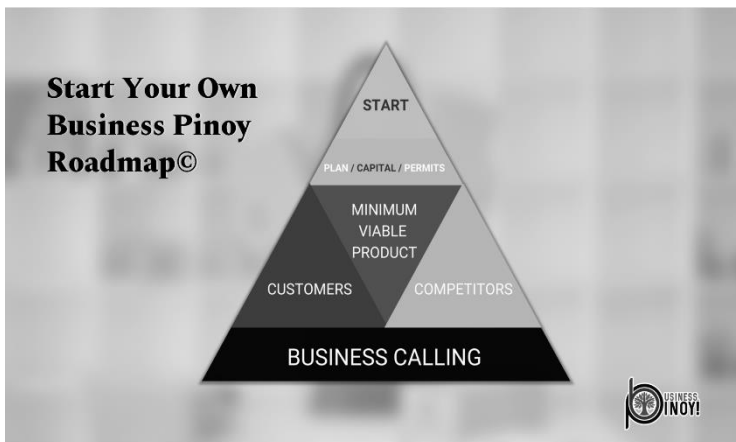 Start Your Own
Business Pinoy
Roadmap©
START
PLAN / CAPITAL / PERMITS
MINIMUM
VIABLE
PRODUCT
CUSTOMERS
COMPETITORS
BUSINESS CALLING
BUSINESS
PINOY!